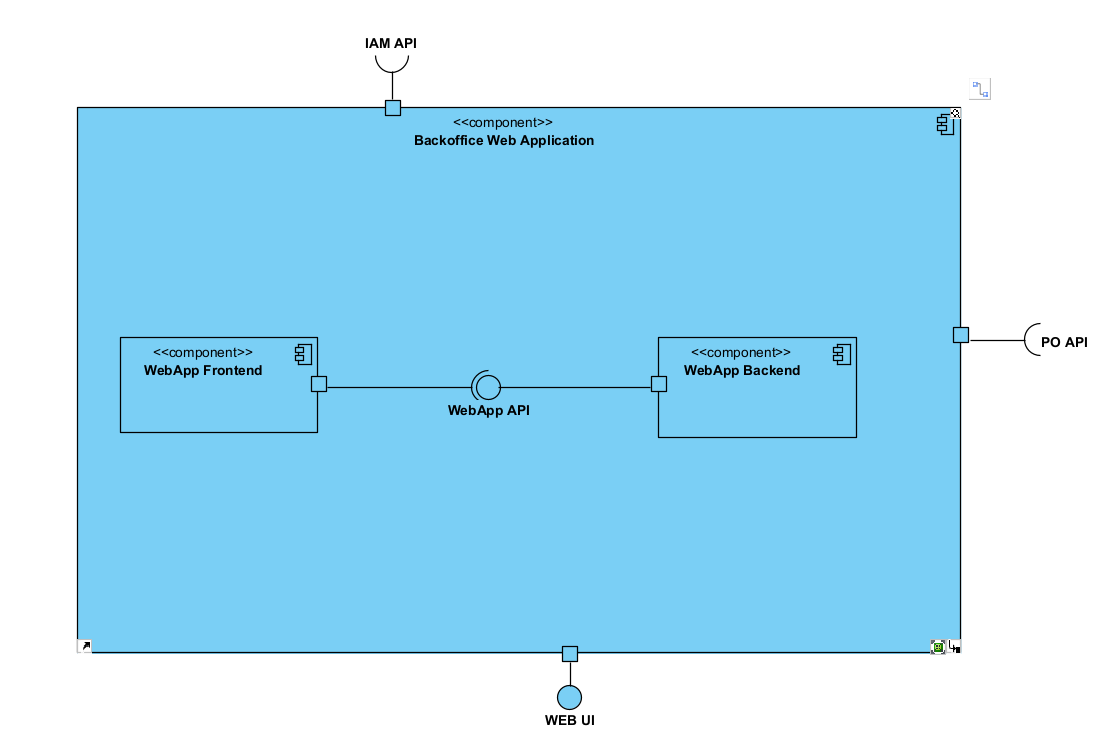 IAM API
<<component>>
Backoffice Web Application
<<component>>
WebApp Frontend
WebApp API
<<component>>
WebApp Backend
PO API
WEB UI